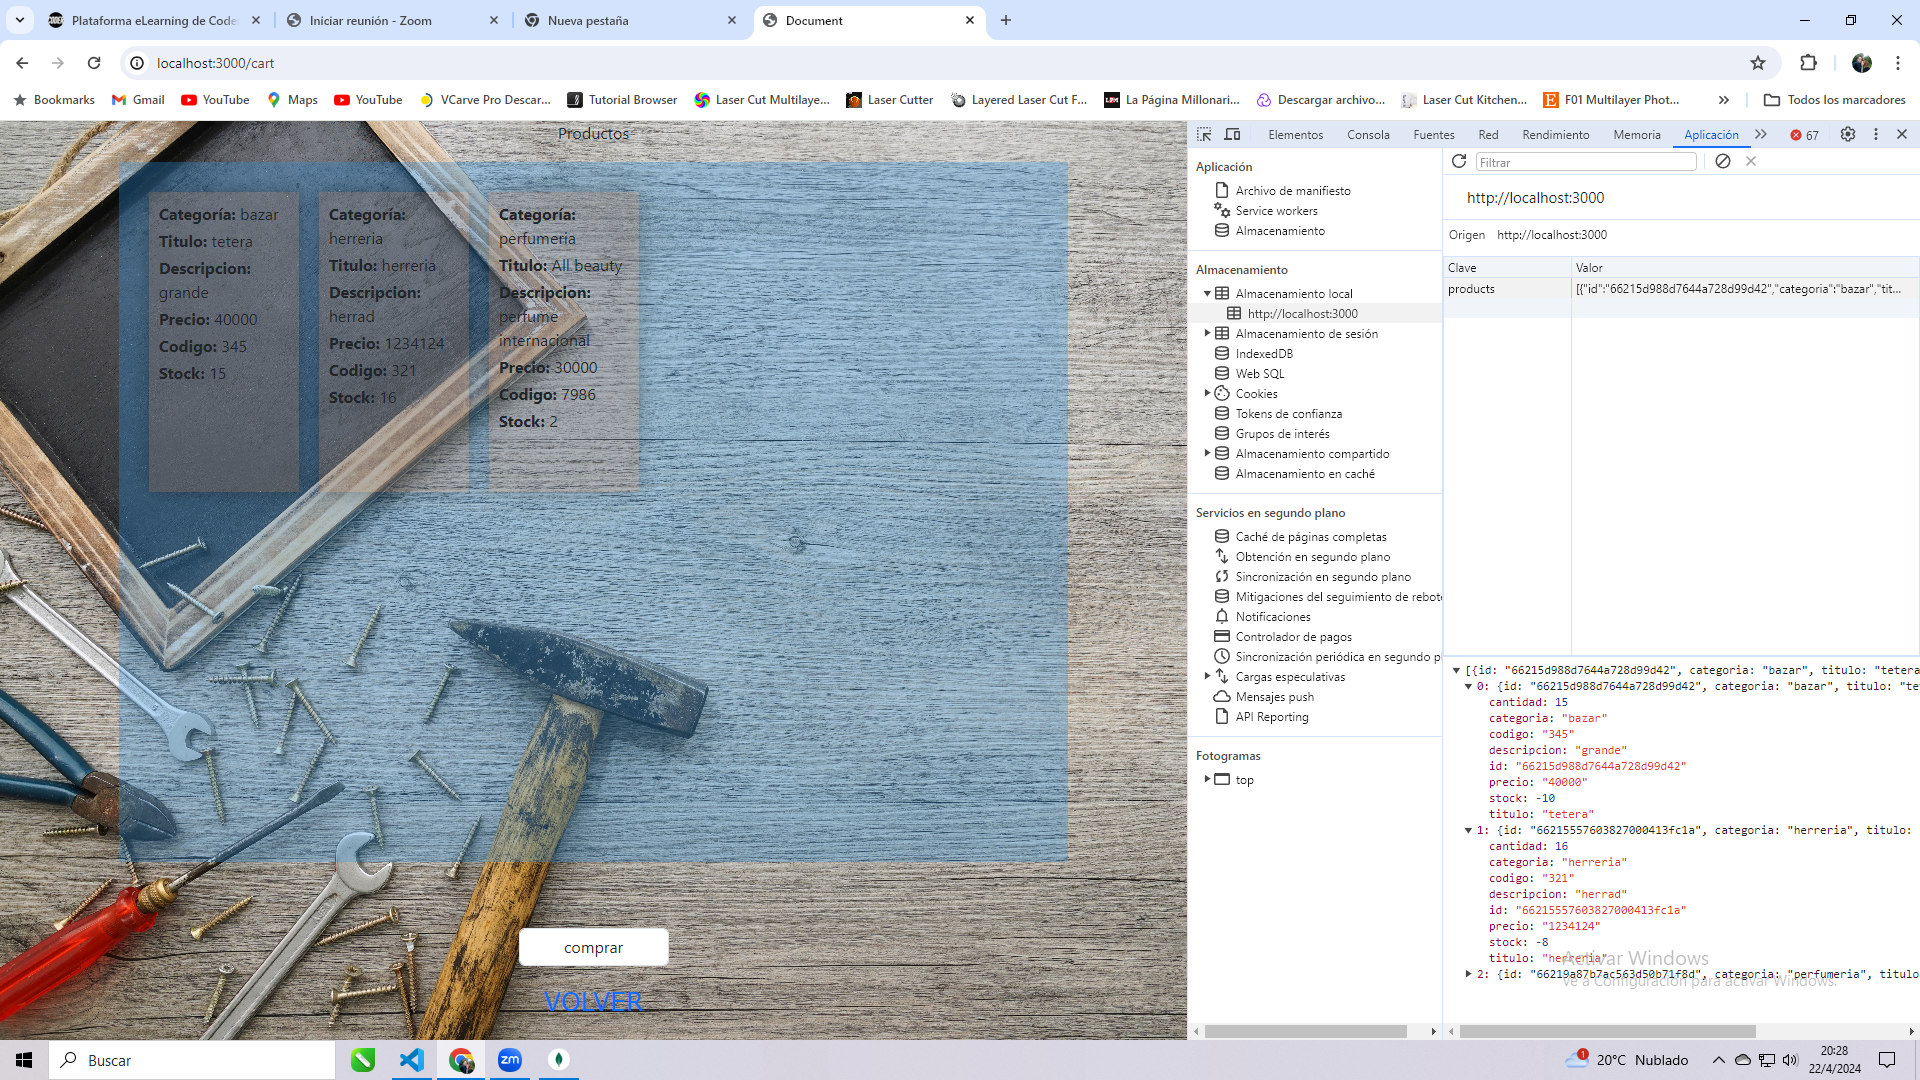 Plataforma eLearning de Code
Iniciar reunión - Zoom
Nueva pestaña
Document
localhost:3000/cart
Bookmarks
Gmail
YouTube
Maps
YouTube
VCarve Pro Descar...
Tutorial Browser
Laser Cut Multilaye...
Laser Cutter
Layered Laser Cut F...
La Página Millonari...
Descargar archivo...
Laser Cut Kitchen...
F01 Multilayer Phot...
Todos los marcadores
Productos
Categoría: bazar
Titulo: tetera
Descripcion:
grande
Precio: 40000
Codigo: 345
Stock: 15
Categoría:
herreria
Titulo: herreria
Descripcion:
herrad
Precio: 1234124
Codigo: 321
Stock: 16
Categoría:
perfumeria
Titulo: All beauty
Descripcion:
perfume
internacional
Precio: 30000
Codigo: 7986
Stock: 2
comprar
VOLVER
Elementos
Consola
Fuentes
Red
Rendimiento
Memoria
Aplicación
67
Aplicación
Archivo de manifiesto
Service workers
Almacenamiento
Almacenamiento
Almacenamiento local
http://localhost:3000
Almacenamiento de sesión
IndexedDB
Web SQL
Cookies
Tokens de confianza
Grupos de interés
Almacenamiento compartido
Almacenamiento en caché
Servicios en segundo plano
Caché de páginas completas
Obtención en segundo plano
Sincronización en segundo plano
Mitigaciones del seguimiento de rebot
Notificaciones
Controlador de pagos
Sincronización periódica en segundo p
Cargas especulativas
Mensajes push
API Reporting
Fotogramas
top
Filtrar
http://localhost:3000
Origen http://localhost:3000
Clave Valor
products [{"id":"66215d988d7644a728d99d42","categoria":"bazar","tit...
[{id: "66215d988d7644a728d99d42", categoria: "bazar", titulo: "tetera
0: {id: "66215d988d7644a728d99d42", categoria: "bazar", titulo: "te
cantidad: 15
categoria: "bazar"
codigo: "345"
descripcion: "grande"
id: "66215d988d7644a728d99d42"
precio: "40000"
stock: -10
titulo: "tetera"
1: {id: "66215557603827000413fc1a", categoria: "herreria", titulo:
cantidad: 16
categoria: "herreria"
codigo: "321"
descripcion: "herrad"
id: "66215557603827000413fc1a"
precio: "1234124"
stock: -8
titulo: "herreria"
2: {id: "66219a87b7ac563d50b71f8d", categoria: "perfumeria", titulo
Activar Windows
Ve a Configuración para activar Windows.
Buscar
zm
1
20°C Nublado
20:28
22/4/2024